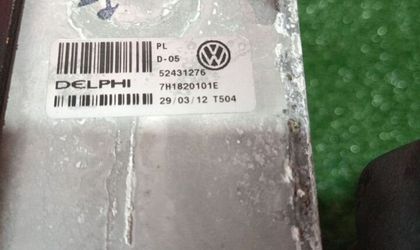 PL
D-05
52431276
DELPHI
7H1820101E
29/03/12 T504